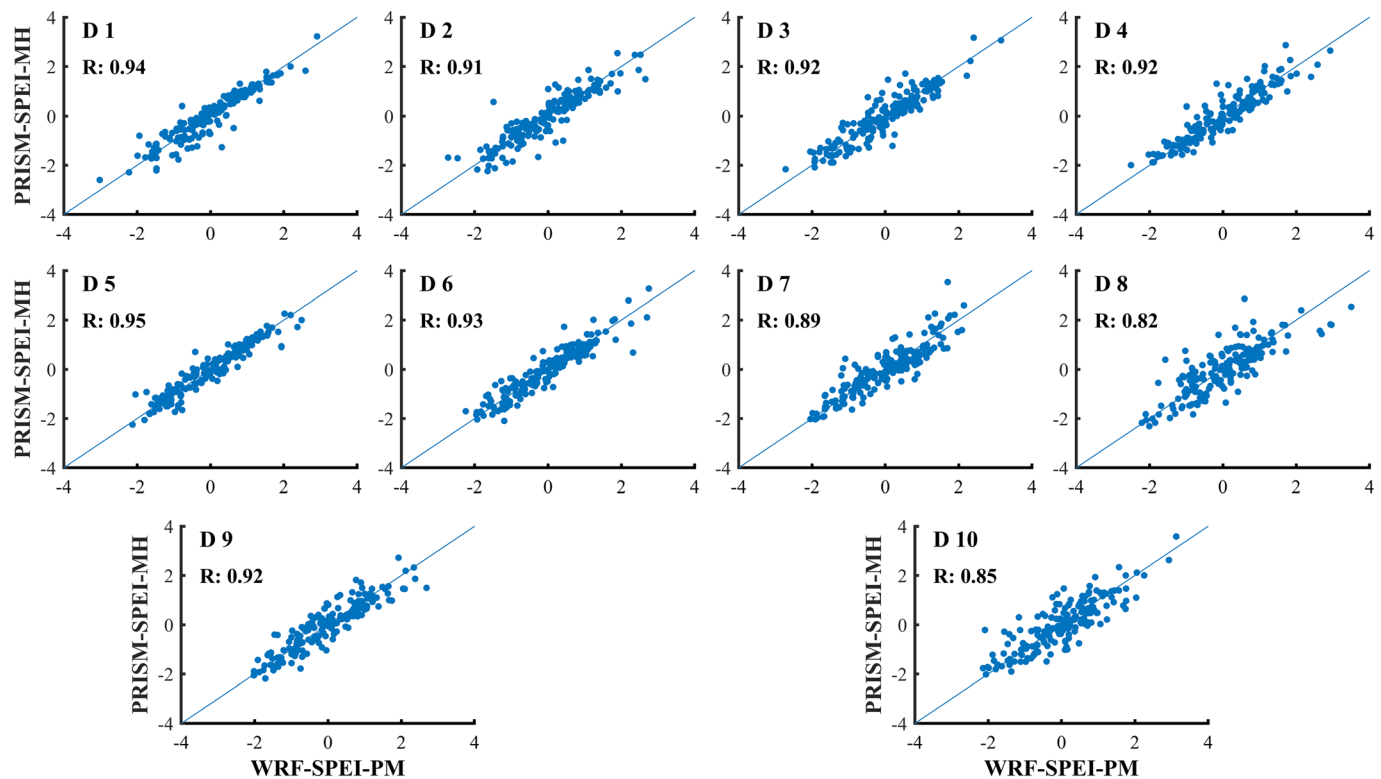 D 1
R: 0.94
PRISM-SPEI-MH
4
2
0
-2
-4
-4 -2 0 2 4
D 2
R: 0.91
4
2
0
-2
-4
-4 -2 0 2 4
D 3
R: 0.92
4
2
0
-2
-4
-4 -2 0 2 4
D 4
R: 0.92
4
2
0
-2
-4
-4 -2 0 2 4
D 5
R: 0.95
PRISM-SPEI-MH
4
2
0
-2
-4
-4 -2 0 2 4
D 6
R: 0.93
4
2
0
-2
-4
-4 -2 0 2 4
D 7
R: 0.89
4
2
0
-2
-4
-4 -2 0 2 4
D 8
R: 0.82
4
2
0
-2
-4
-4 -2 0 2 4
D 9
R: 0.92
PRISM-SPEI-MH
4
2
0
-2
-4
-4 -2 0 2 4
WRF-SPEI-PM
D 10
R: 0.85
PRISM-SPEI-MH
4
2
0
-2
-4
-4 -2 0 2 4
WRF-SPEI-PM